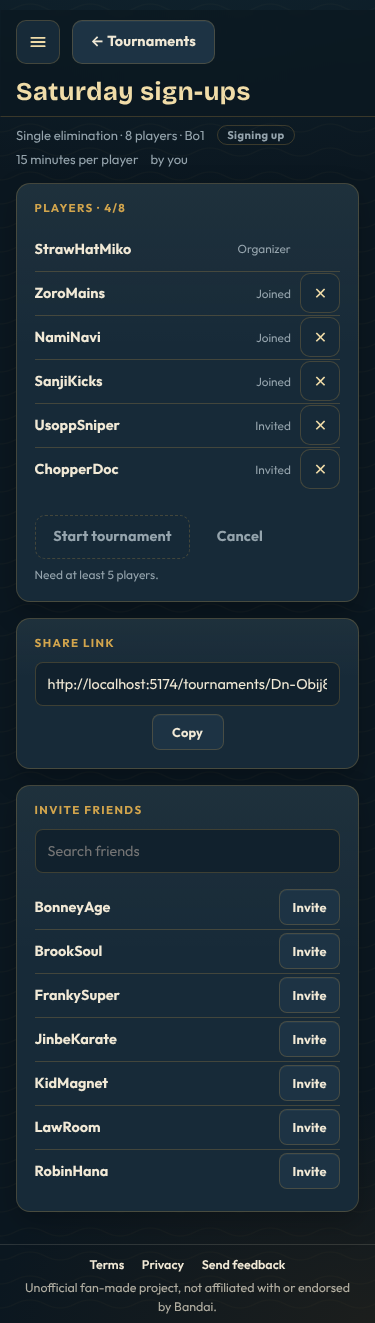 ← Tournaments
Saturday sign-ups
Single elimination · 8 players · Bo1 Signing up
15 minutes per player by you
PLAYERS · 4/8
StrawHatMiko Organizer
ZoroMains Joined ✕
NamiNavi Joined ✕
SanjiKicks Joined ✕
UsoppSniper Invited ✕
ChopperDoc Invited ✕
Start tournament Cancel
Need at least 5 players.
SHARE LINK
http://localhost:5174/tournaments/Dn-Obij8
Copy
INVITE FRIENDS
Search friends
BonneyAge Invite
BrookSoul Invite
FrankySuper Invite
JinbeKarate Invite
KidMagnet Invite
LawRoom Invite
RobinHana Invite
Terms Privacy Send feedback
Unofficial fan-made project, not affiliated with or endorsed
by Bandai.